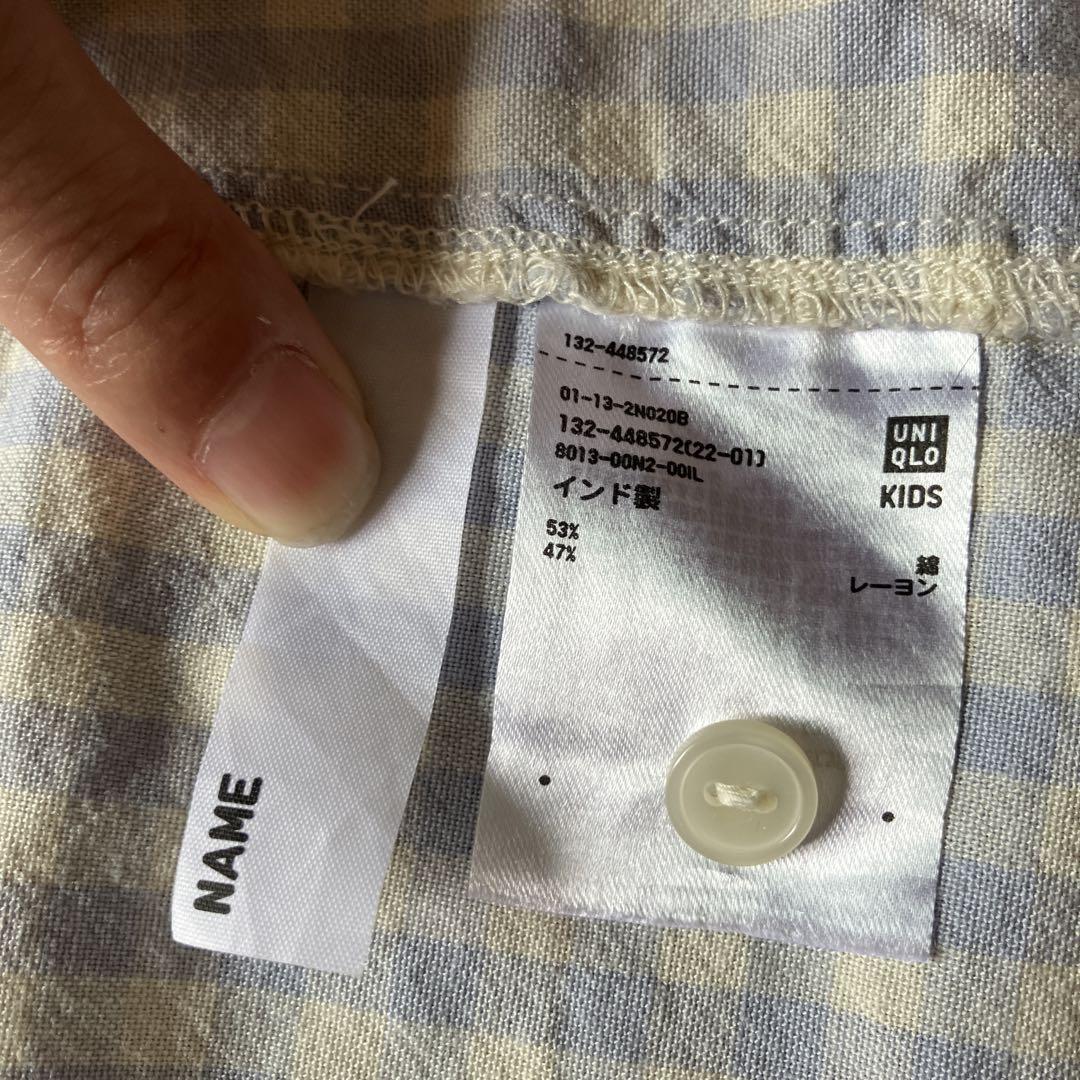 132-448572
01-13-2N020B
132-448572(22-01)
8013-00N2-00IL
インド製
UNI
QLO
KIDS
53% 綿
47% レーヨン
NAME